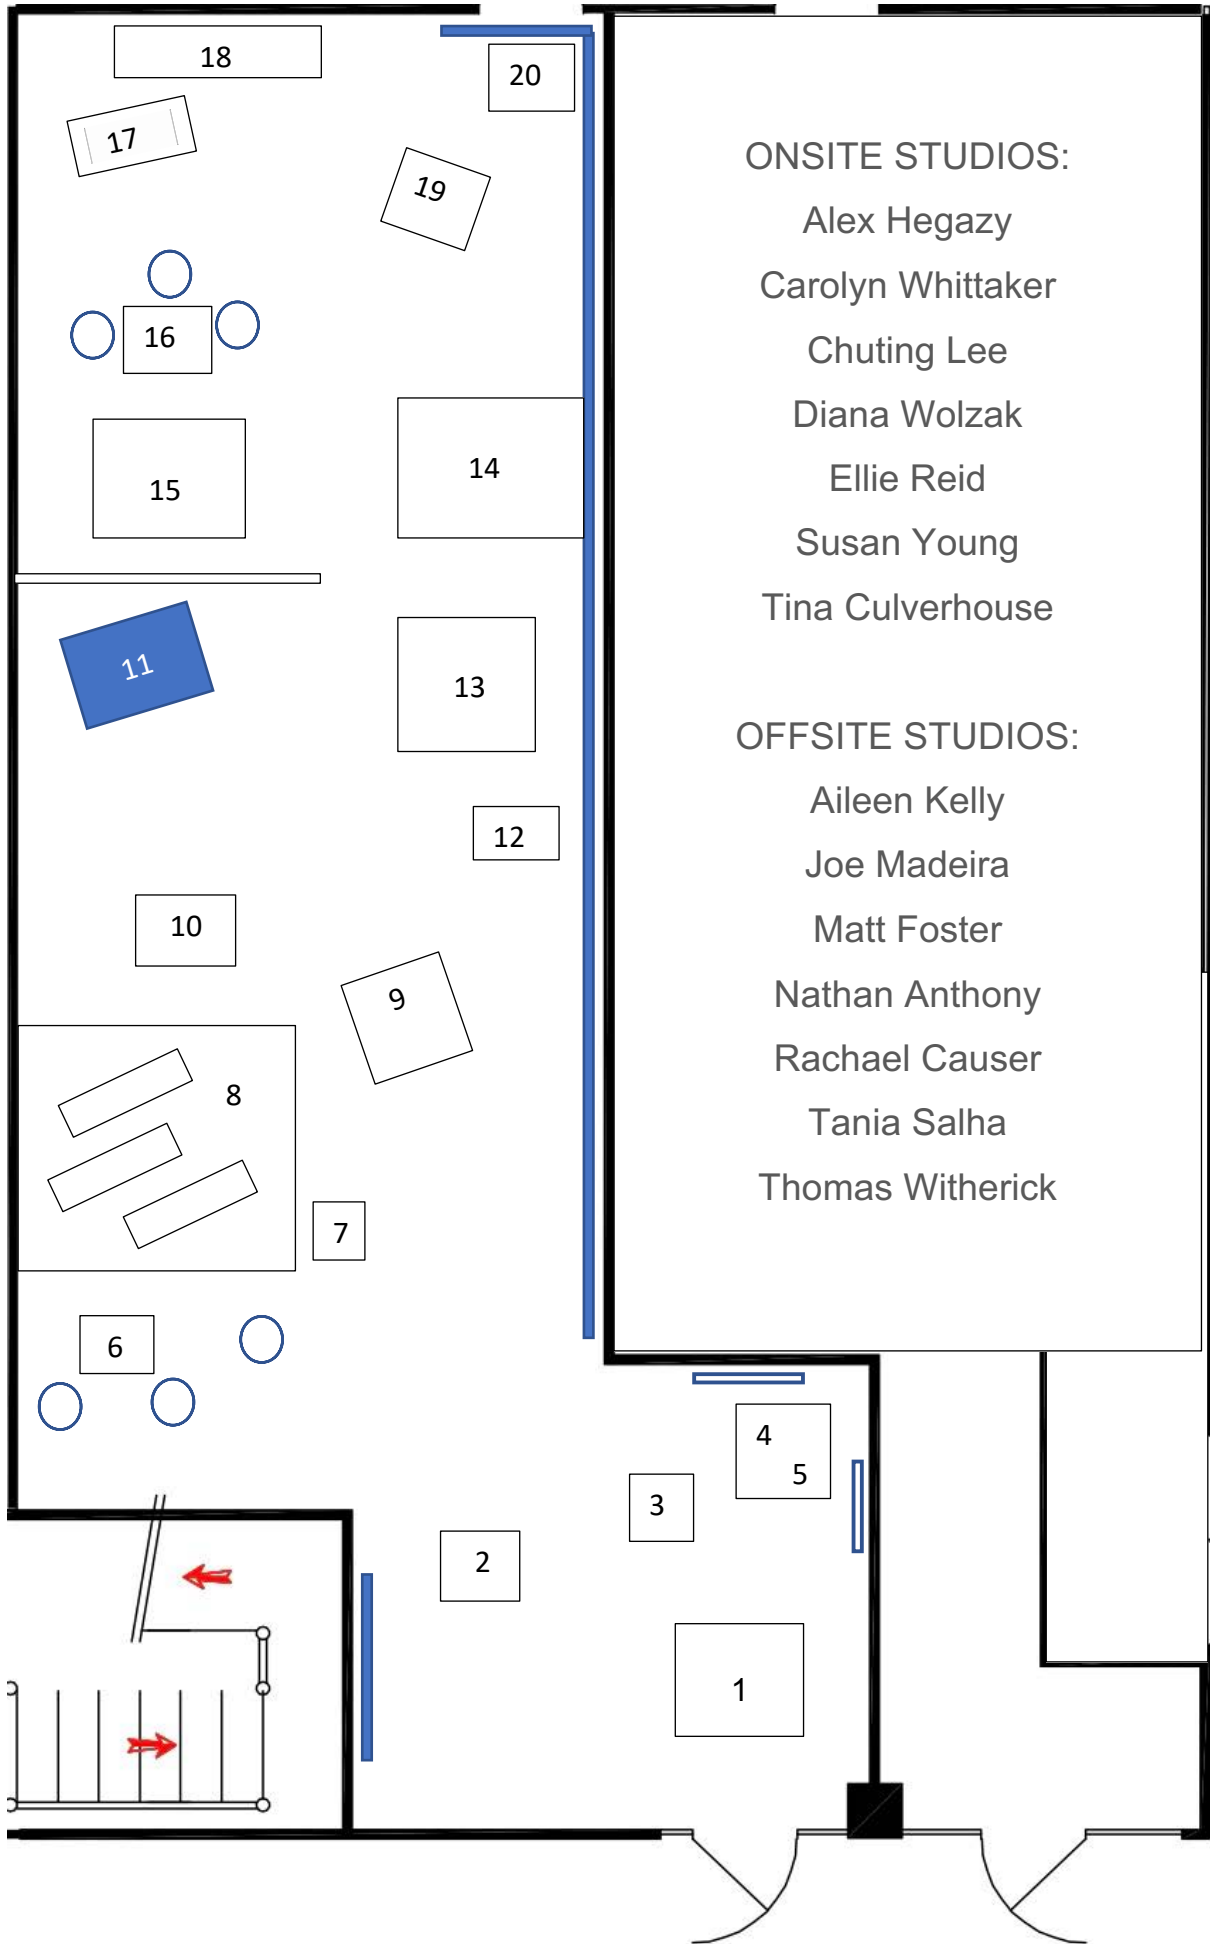 18
20
17
19
16
15
14
11
13
12
10
9
8
7
6
4
5
3
2
1
ONSITE STUDIOS:
Alex Hegazy
Carolyn Whittaker
Chuting Lee
Diana Wolzak
Ellie Reid
Susan Young
Tina Culverhouse
OFFSITE STUDIOS:
Aileen Kelly
Joe Madeira
Matt Foster
Nathan Anthony
Rachael Causer
Tania Salha
Thomas Witherick